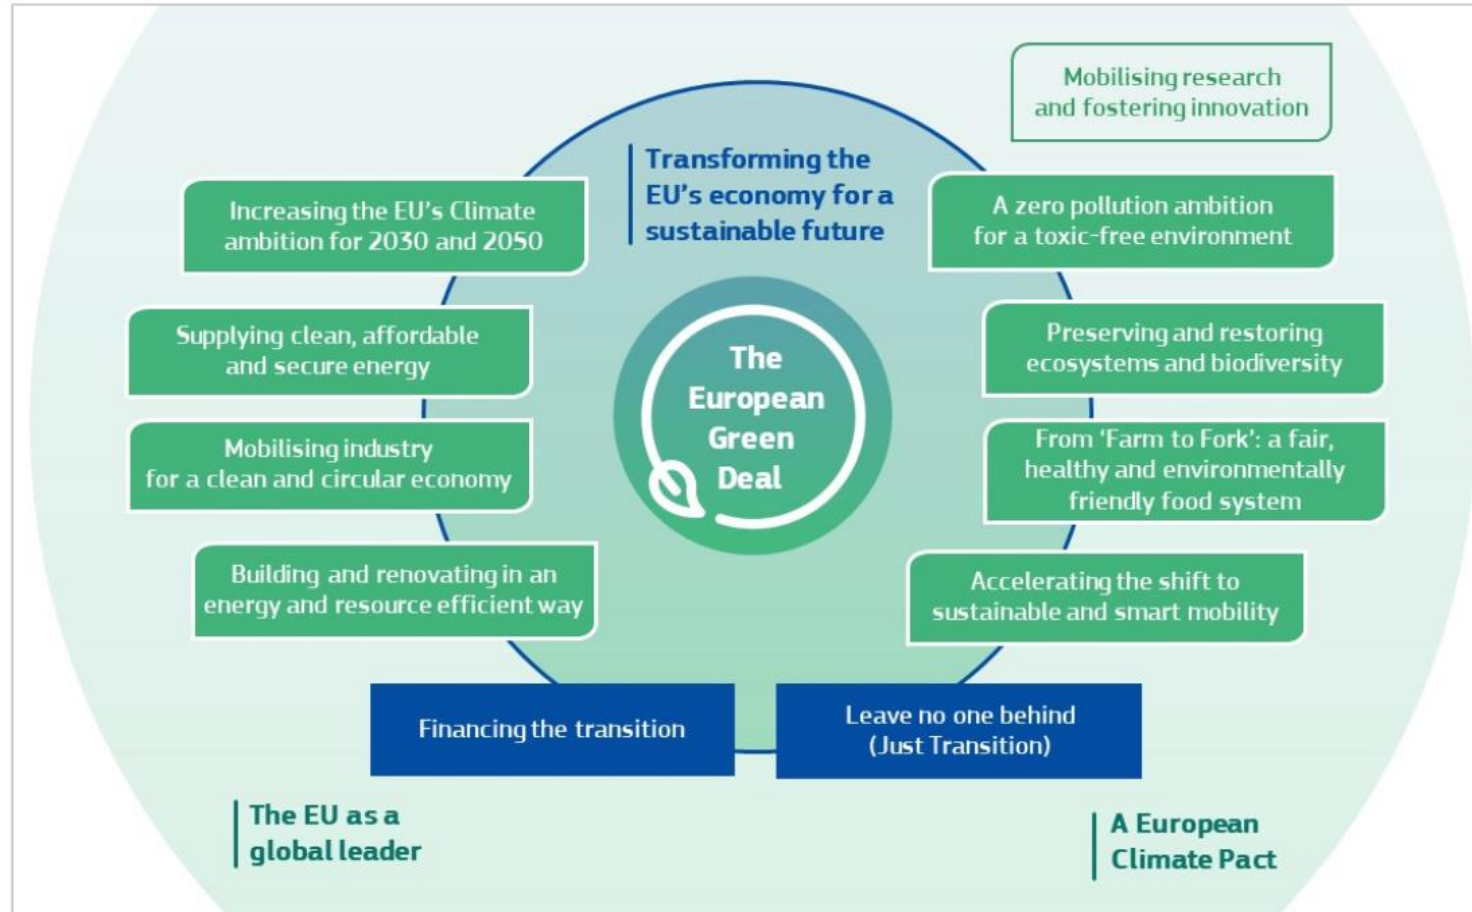 Mobilising research
and fostering innovation
Transforming the
EU's economy for a
sustainable future
Increasing the EU's Climate
ambition for 2030 and 2050
A zero pollution ambition
for a toxic-free environment
Supplying clean, affordable
and secure energy
Preserving and restoring
ecosystems and biodiversity
The
European
Green
Deal
Mobilising industry
for a clean and circular economy
From ‘Farm to Fork’: a fair,
healthy and environmentally
friendly food system
Building and renovating in an
energy and resource efficient way
Accelerating the shift to
sustainable and smart mobility
Financing the transition
Leave no one behind
(Just Transition)
The EU as a
global leader
A European
Climate Pact